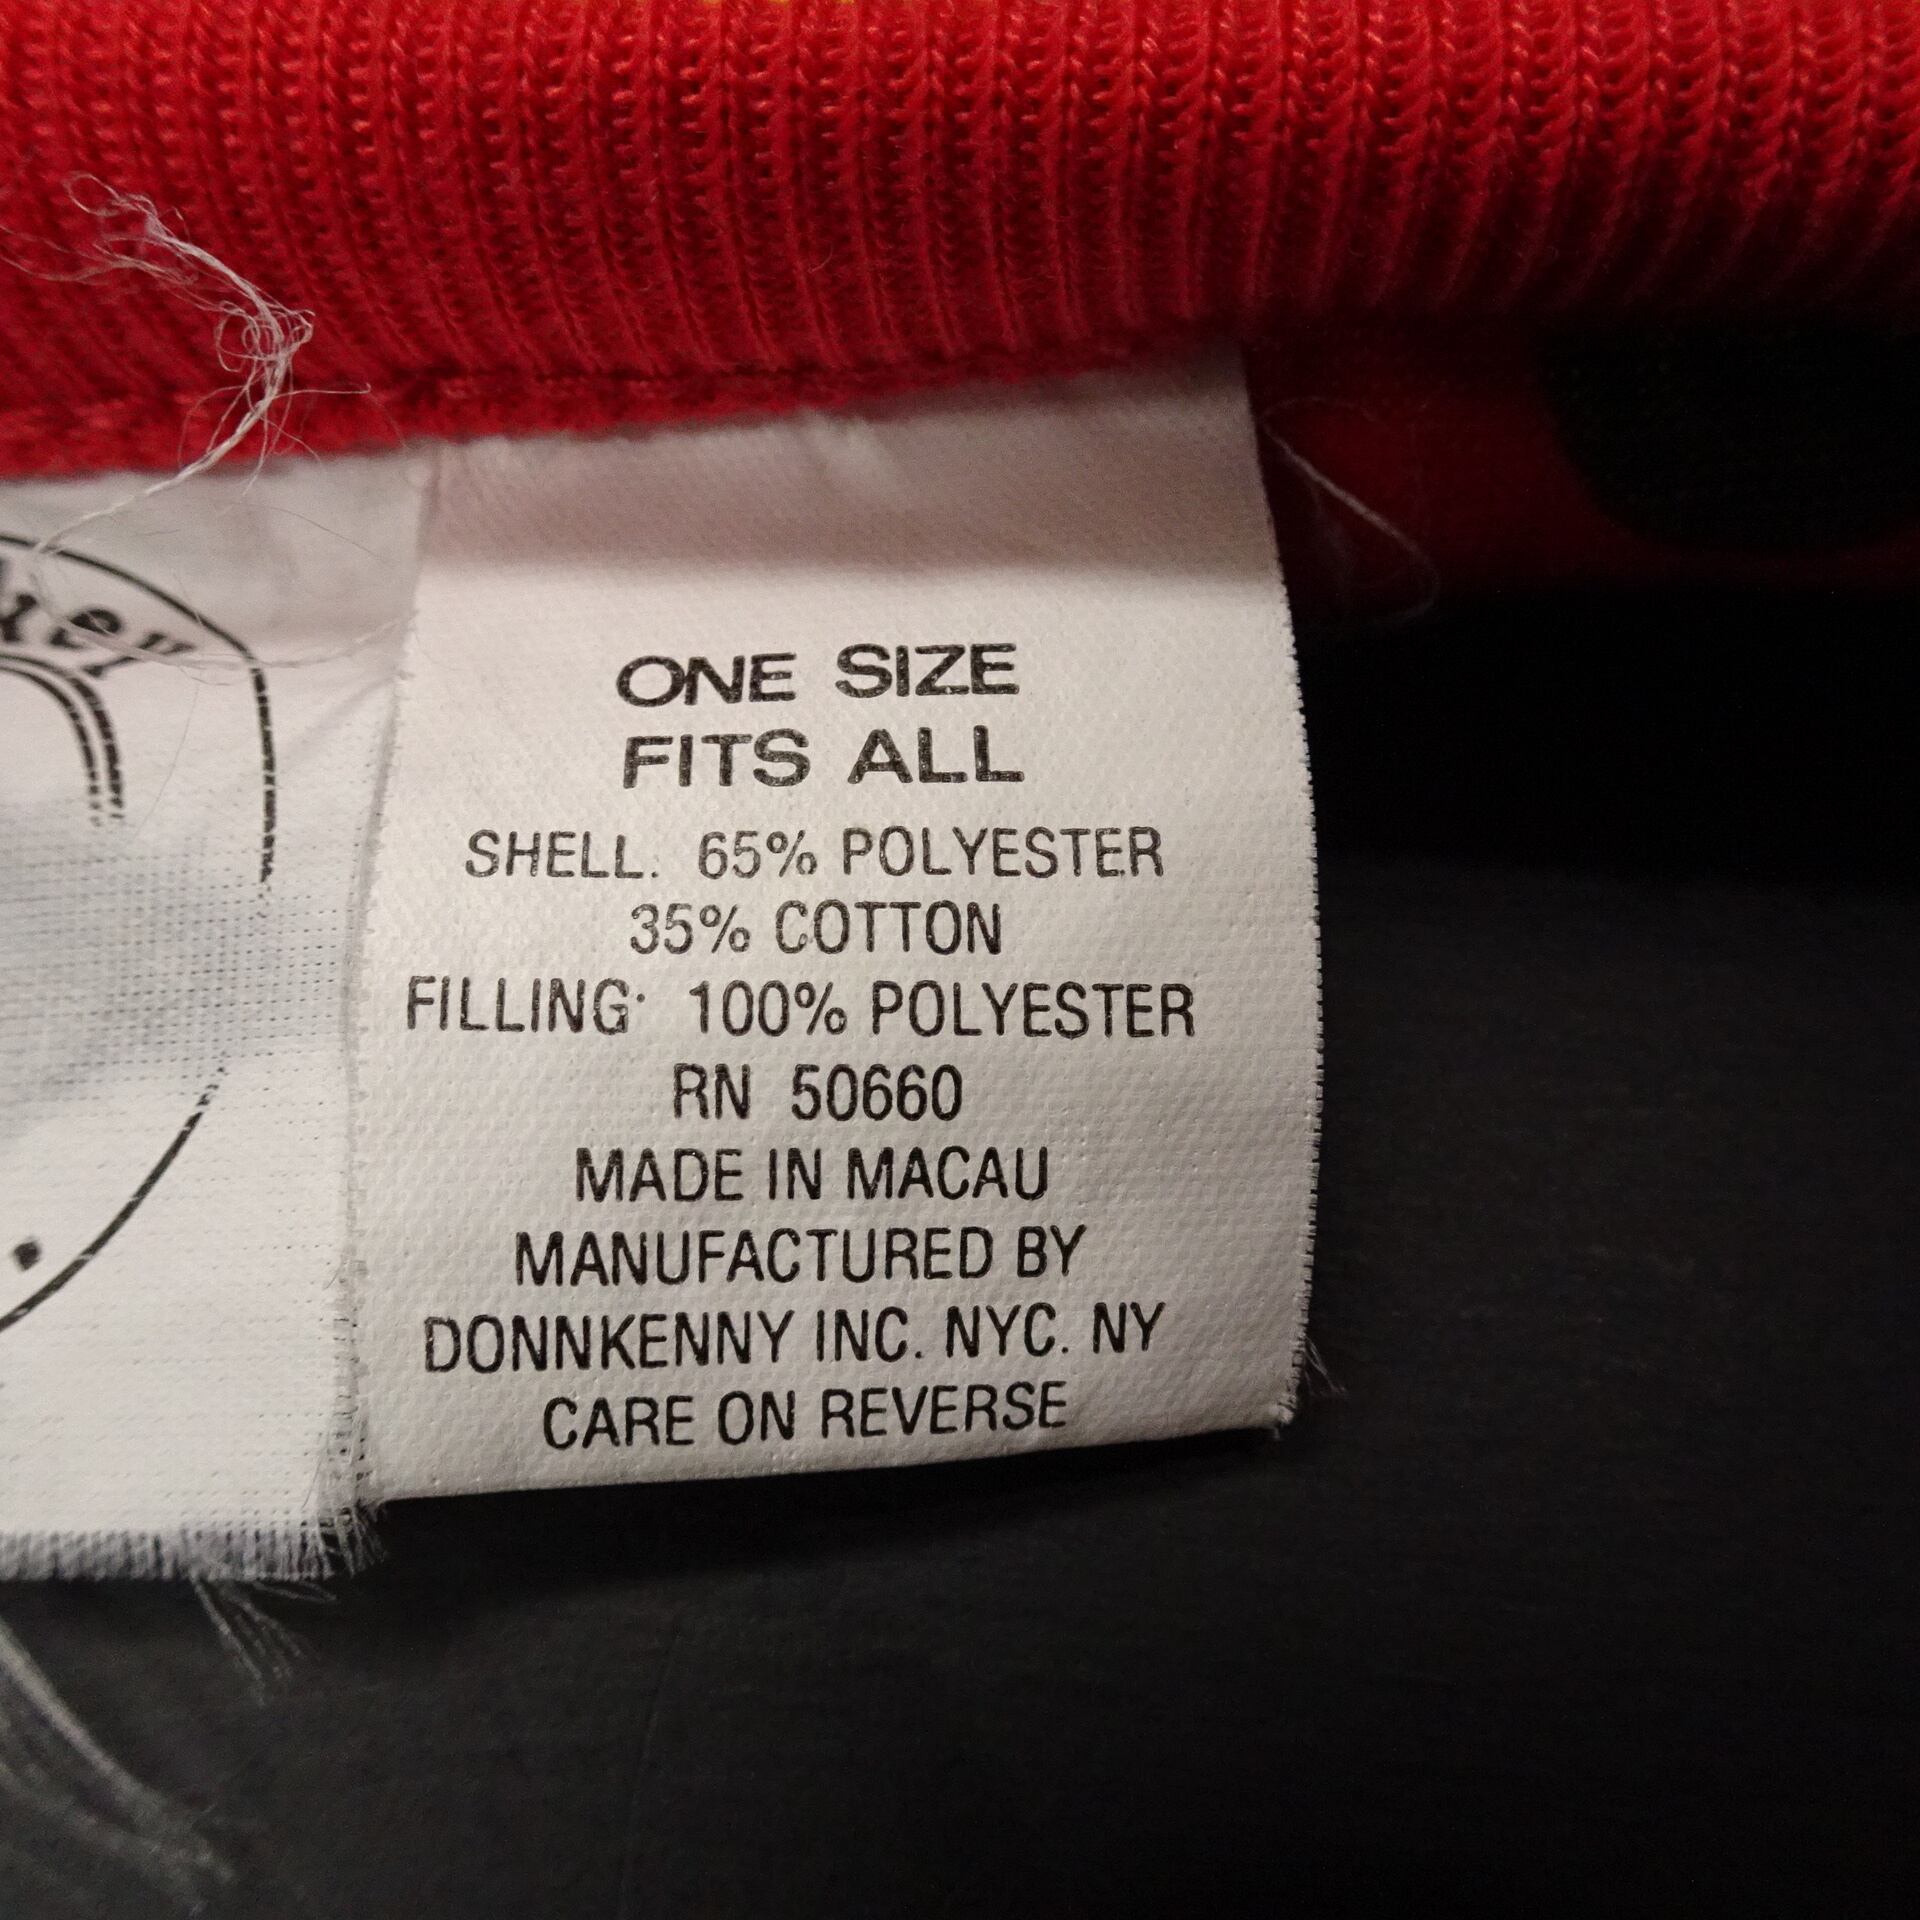 ONE SIZE
FITS ALL
SHELL. 65% POLYESTER
35% COTTON
FILLING· 100% POLYESTER
RN 50660
MADE IN MACAU
MANUFACTURED BY
DONNKENNY INC. NYC. NY
CARE ON REVERSE